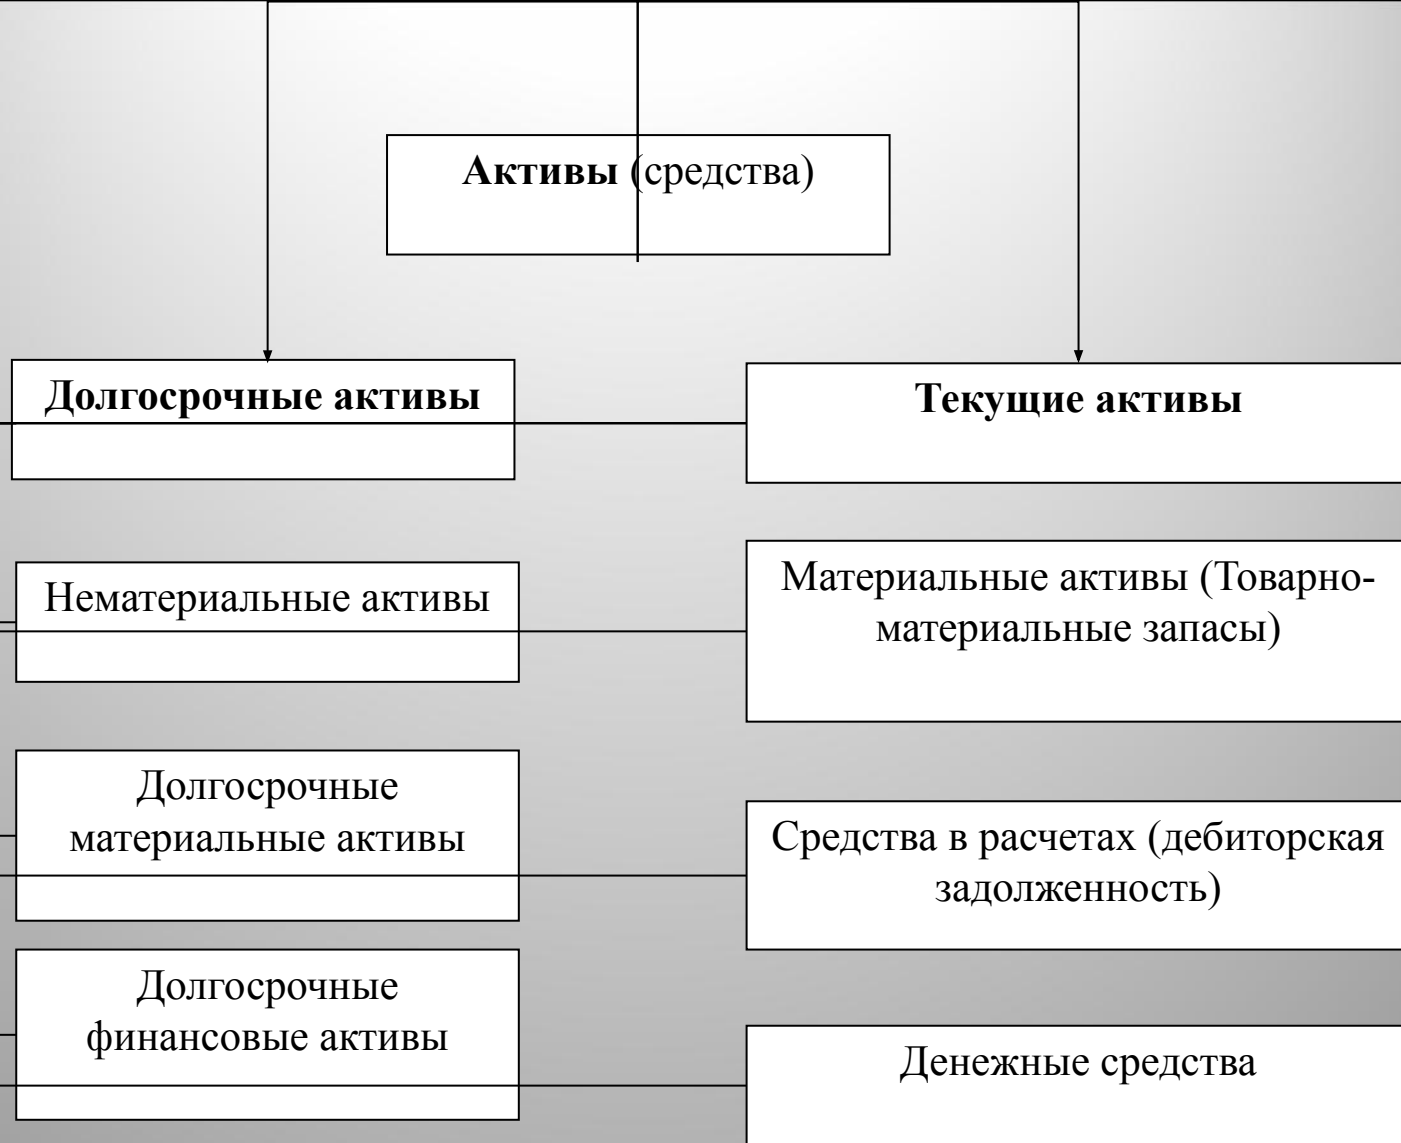 Активы (средства)
Долгосрочные активы
Нематериальные активы
Долгосрочные
материальные активы
Долгосрочные
финансовые активы
Текущие активы
Материальные активы (Товарно-
материальные запасы)
Средства в расчетах (дебиторская
задолженность)
Денежные средства